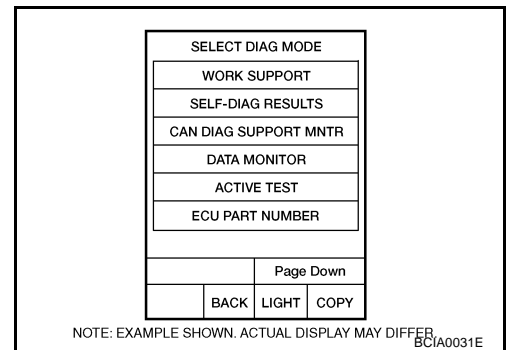 SELECT DIAG MODE
WORK SUPPORT
SELF-DIAG RESULTS
CAN DIAG SUPPORT MNTR
DATA MONITOR
ACTIVE TEST
ECU PART NUMBER
Page Down
BACK LIGHT COPY
NOTE: EXAMPLE SHOWN. ACTUAL DISPLAY MAY DIFFER.
BCIA0031E